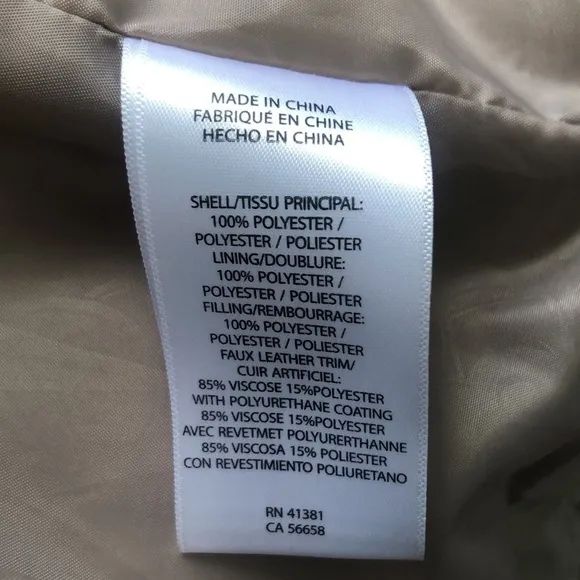 MADE IN CHINA
FABRIQUÉ EN CHINE
HECHO EN CHINA
SHELL/TISSU PRINCIPAL:
100% POLYESTER /
POLYESTER / POLIESTER
LINING/DOUBLURE:
100% POLYESTER /
POLYESTER / POLIESTER
FILLING/REMBOURRAGE:
100% POLYESTER /
POLYESTER / POLIESTER
FAUX LEATHER TRIM/
CUIR ARTIFICIEL:
85% VISCOSE 15%POLYESTER
WITH POLYURETHANE COATING
85% VISCOSE 15%POLYESTER
AVEC REVETMET POLYURERTHANNE
85% VISCOSA 15% POLIESTER
CON REVESTIMIENTO POLIURETANO
RN 41381
CA 56658